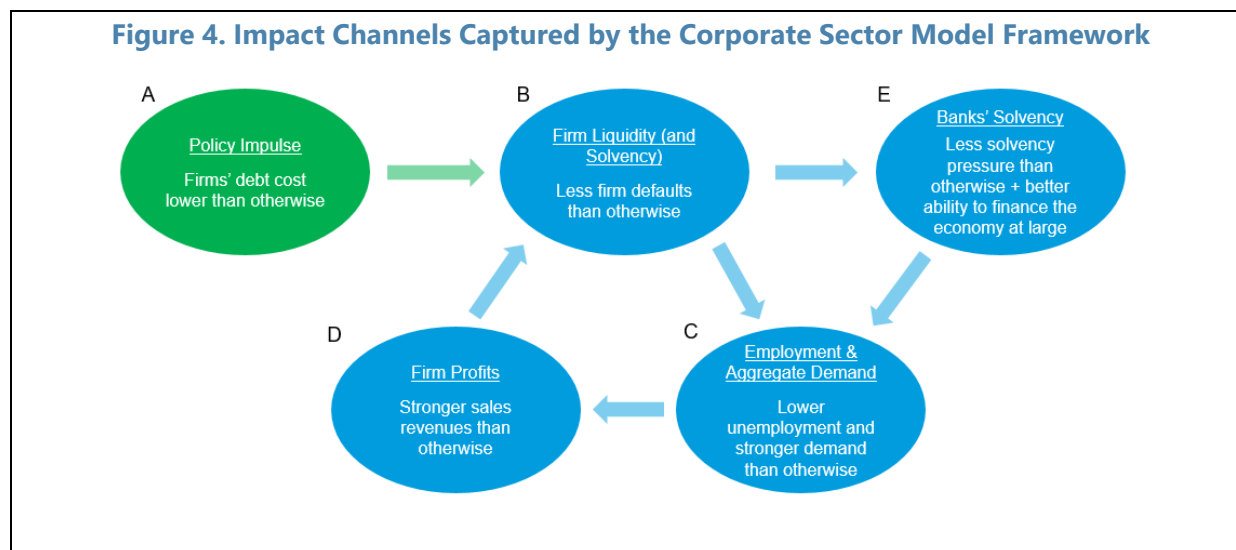 Figure 4. Impact Channels Captured by the Corporate Sector Model Framework
A
Policy Impulse
Firms' debt cost
lower than otherwise
B
Firm Liquidity (and
Solvency)
Less firm defaults
than otherwise
E
Banks' Solvency
Less solvency
pressure than
otherwise + better
ability to finance the
economy at large
D
Firm Profits
Stronger sales
revenues than
otherwise
C
Employment &
Aggregate Demand
Lower
unemployment and
stronger demand
than otherwise